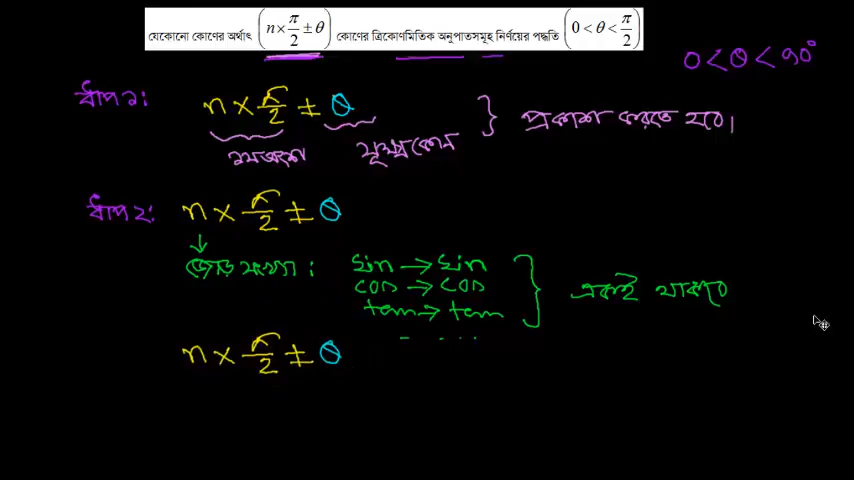 যেকোনো কোণের অর্থাৎ (n×π/2±θ) কোণের ত্রিকোণমিতিক অনুপাতসমূহ নির্ণয়ের পদ্ধতি (0<θ<π/2)
0<θ<90°
ধাপ ১: n×π/2 ± θ } প্রকাশ করতে হবে।
১ম অংশ সূক্ষ্মকোণ
ধাপ ২: n×π/2 ± θ
জোড় সংখ্যা: sin → sin
cos → cos } একই থাকবে
tan → tan
n×π/2 ± θ